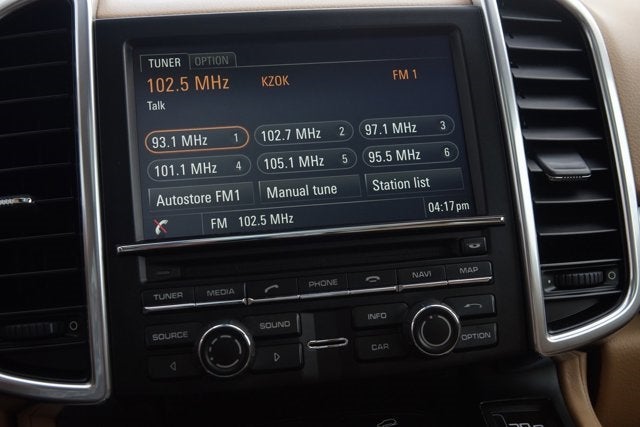 TUNER OPTION
102.5 MHz KZOK FM 1
Talk
93.1 MHz 1 102.7 MHz 2 97.1 MHz 3
101.1 MHz 4 105.1 MHz 5 95.5 MHz 6
Autostore FM1 Manual tune Station list
FM 102.5 MHz 04:17pm
TUNER MEDIA PHONE NAVI MAP
SOURCE SOUND INFO
CAR OPTION